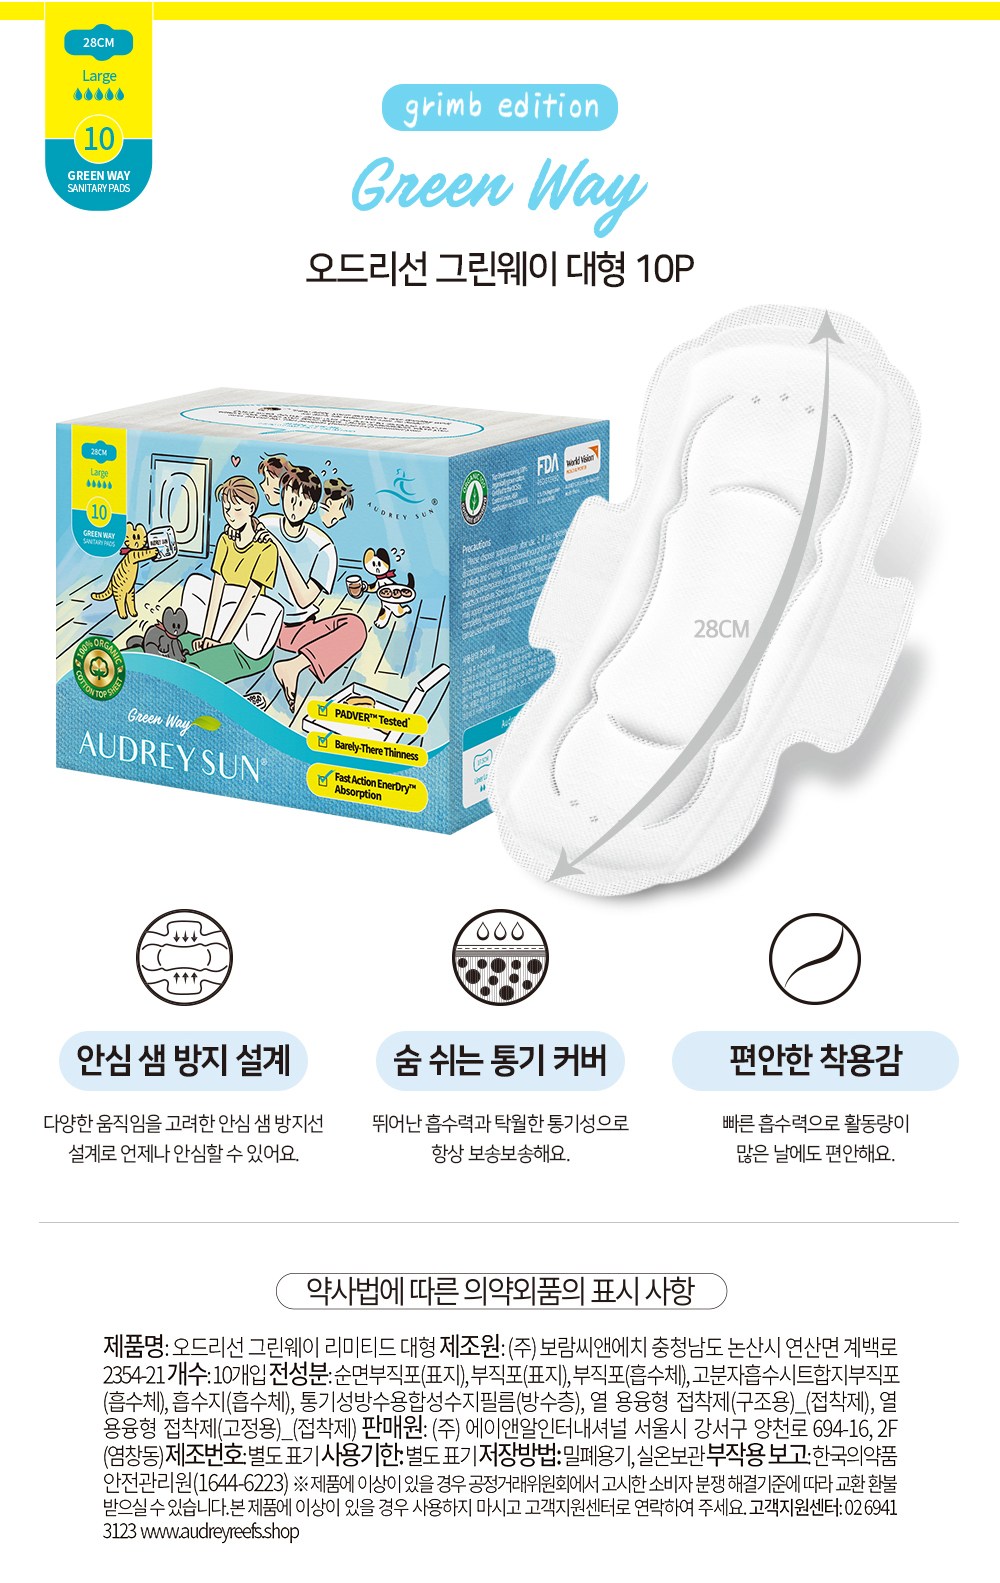 28CM
Large
10
GREEN WAY
SANITARY PADS
grimb edition
Green Way
오드리선 그린웨이 대형 10P
28CM
Large
10
GREEN WAY
SANITARY PADS
AUDREY SUN
FDA
World Vision
Precautions
100% ORGANIC
COTTON TOP SHEET
Green Way
AUDREY SUN®
PADVER™ Tested*
Barely-There Thinness
Fast Action EnerDry™
Absorption
28CM
안심 샘 방지 설계
다양한 움직임을 고려한 안심 샘 방지선
설계로 언제나 안심할 수 있어요.
숨 쉬는 통기 커버
뛰어난 흡수력과 탁월한 통기성으로
항상 보송보송해요.
편안한 착용감
빠른 흡수력으로 활동량이
많은 날에도 편안해요.
약사법에 따른 의약외품의 표시 사항
제품명: 오드리선 그린웨이 리미티드 대형 제조원: (주) 보람씨앤에치 충청남도 논산시 연산면 계백로
2354-21 개수: 10개입 전성분: 순면부직포(표지), 부직포(표지), 부직포(흡수체), 고분자흡수시트합지부직포
(흡수체), 흡수지(흡수체), 통기성방수용합성수지필름(방수층), 열 용융형 접착제(구조용)_(접착제), 열
용융형 접착제(고정용)_(접착제) 판매원: (주) 에이앤알인터내셔널 서울시 강서구 양천로 694-16, 2F
(염창동) 제조번호: 별도 표기 사용기한: 별도 표기 저장방법: 밀폐용기, 실온보관 부작용 보고: 한국의약품
안전관리원(1644-6223) ※ 제품에 이상이 있을 경우 공정거래위원회에서 고시한 소비자 분쟁 해결기준에 따라 교환 환불
받으실 수 있습니다. 본 제품에 이상이 있을 경우 사용하지 마시고 고객지원센터로 연락하여 주세요. 고객지원센터: 02 6941
3123 www.audreyreefs.shop